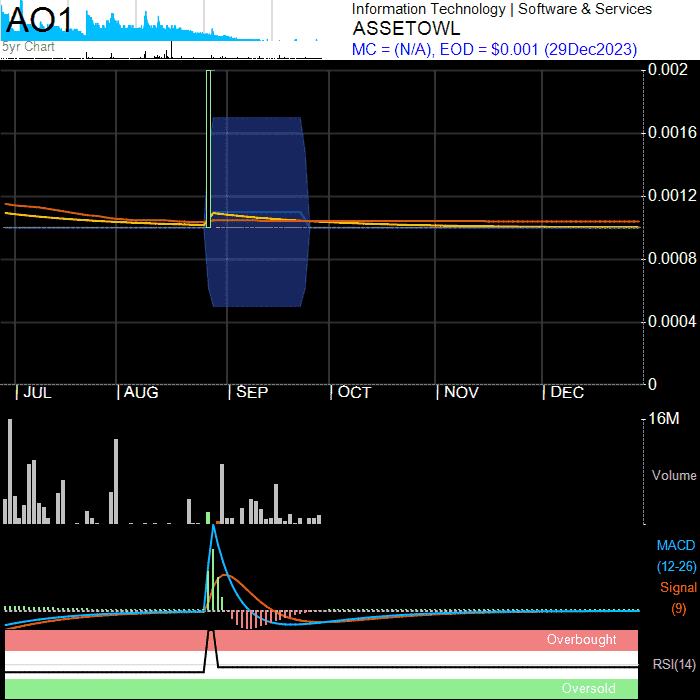 AO1
5yr Chart
Information Technology | Software & Services
ASSETOWL
MC = (N/A), EOD = $0.001 (29Dec2023)
0.002
0.0016
0.0012
0.0008
0.0004
0
JUL AUG SEP OCT NOV DEC
16M
Volume
MACD
(12-26)
Signal
(9)
Overbought
RSI(14)
Oversold